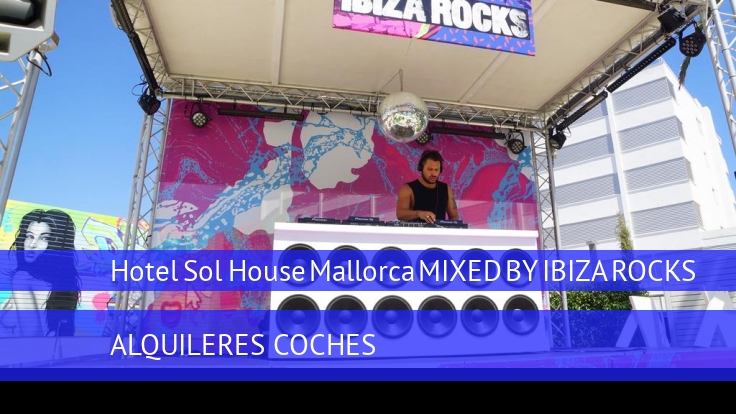 IBIZA ROCKS
Hotel Sol House Mallorca MIXED BY IBIZA ROCKS
ALQUILERES COCHES